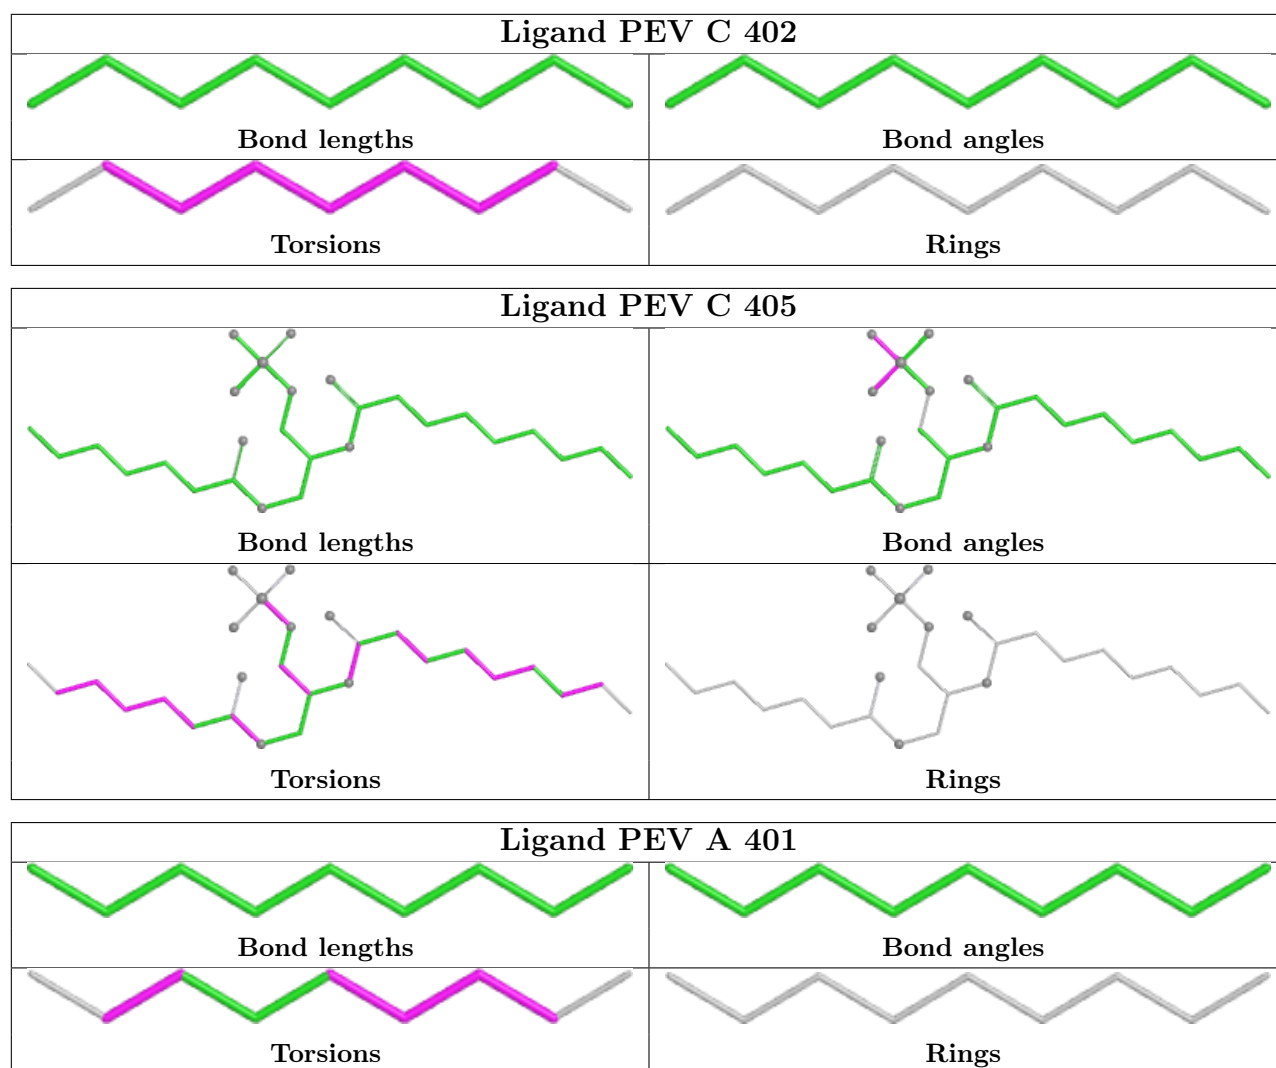 Ligand PEV C 402
Bond lengths Bond angles
Torsions Rings
Ligand PEV C 405
Bond lengths Bond angles
Torsions Rings
Ligand PEV A 401
Bond lengths Bond angles
Torsions Rings